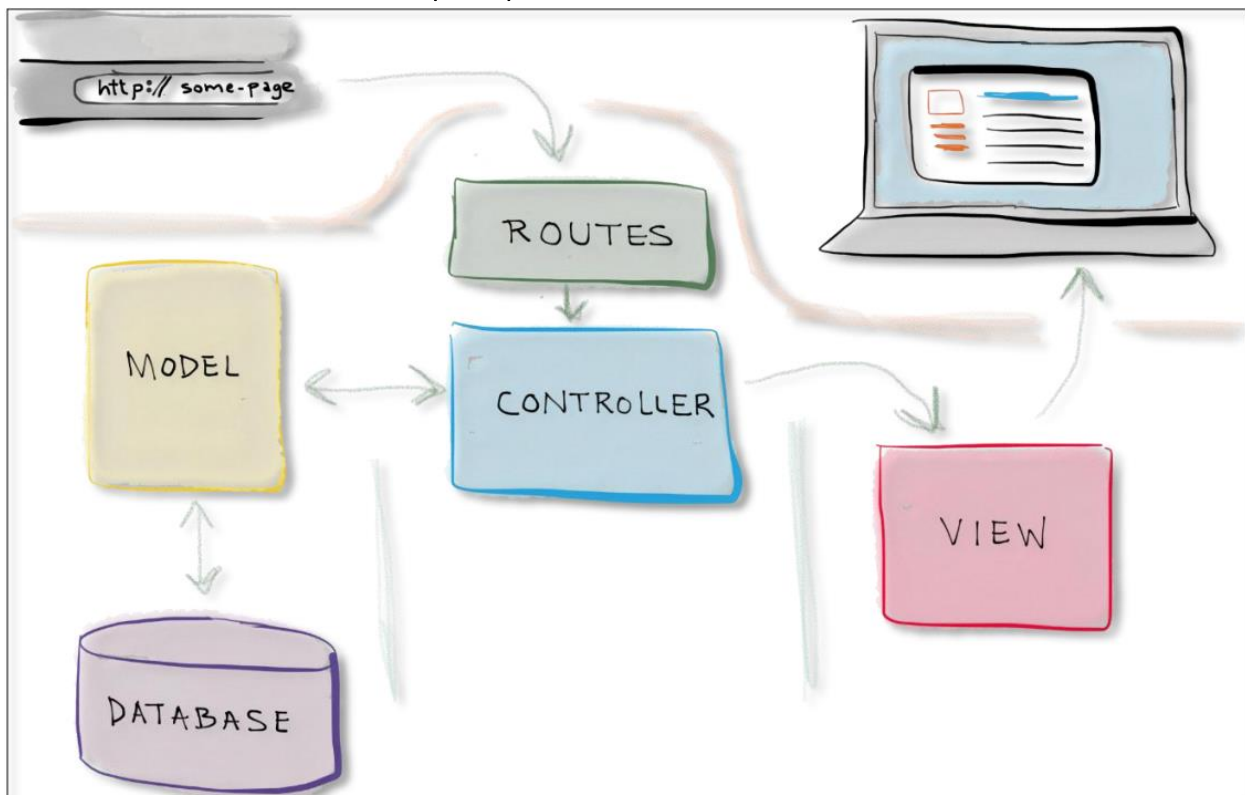 http:// some-page
ROUTES
MODEL
CONTROLLER
VIEW
DATABASE